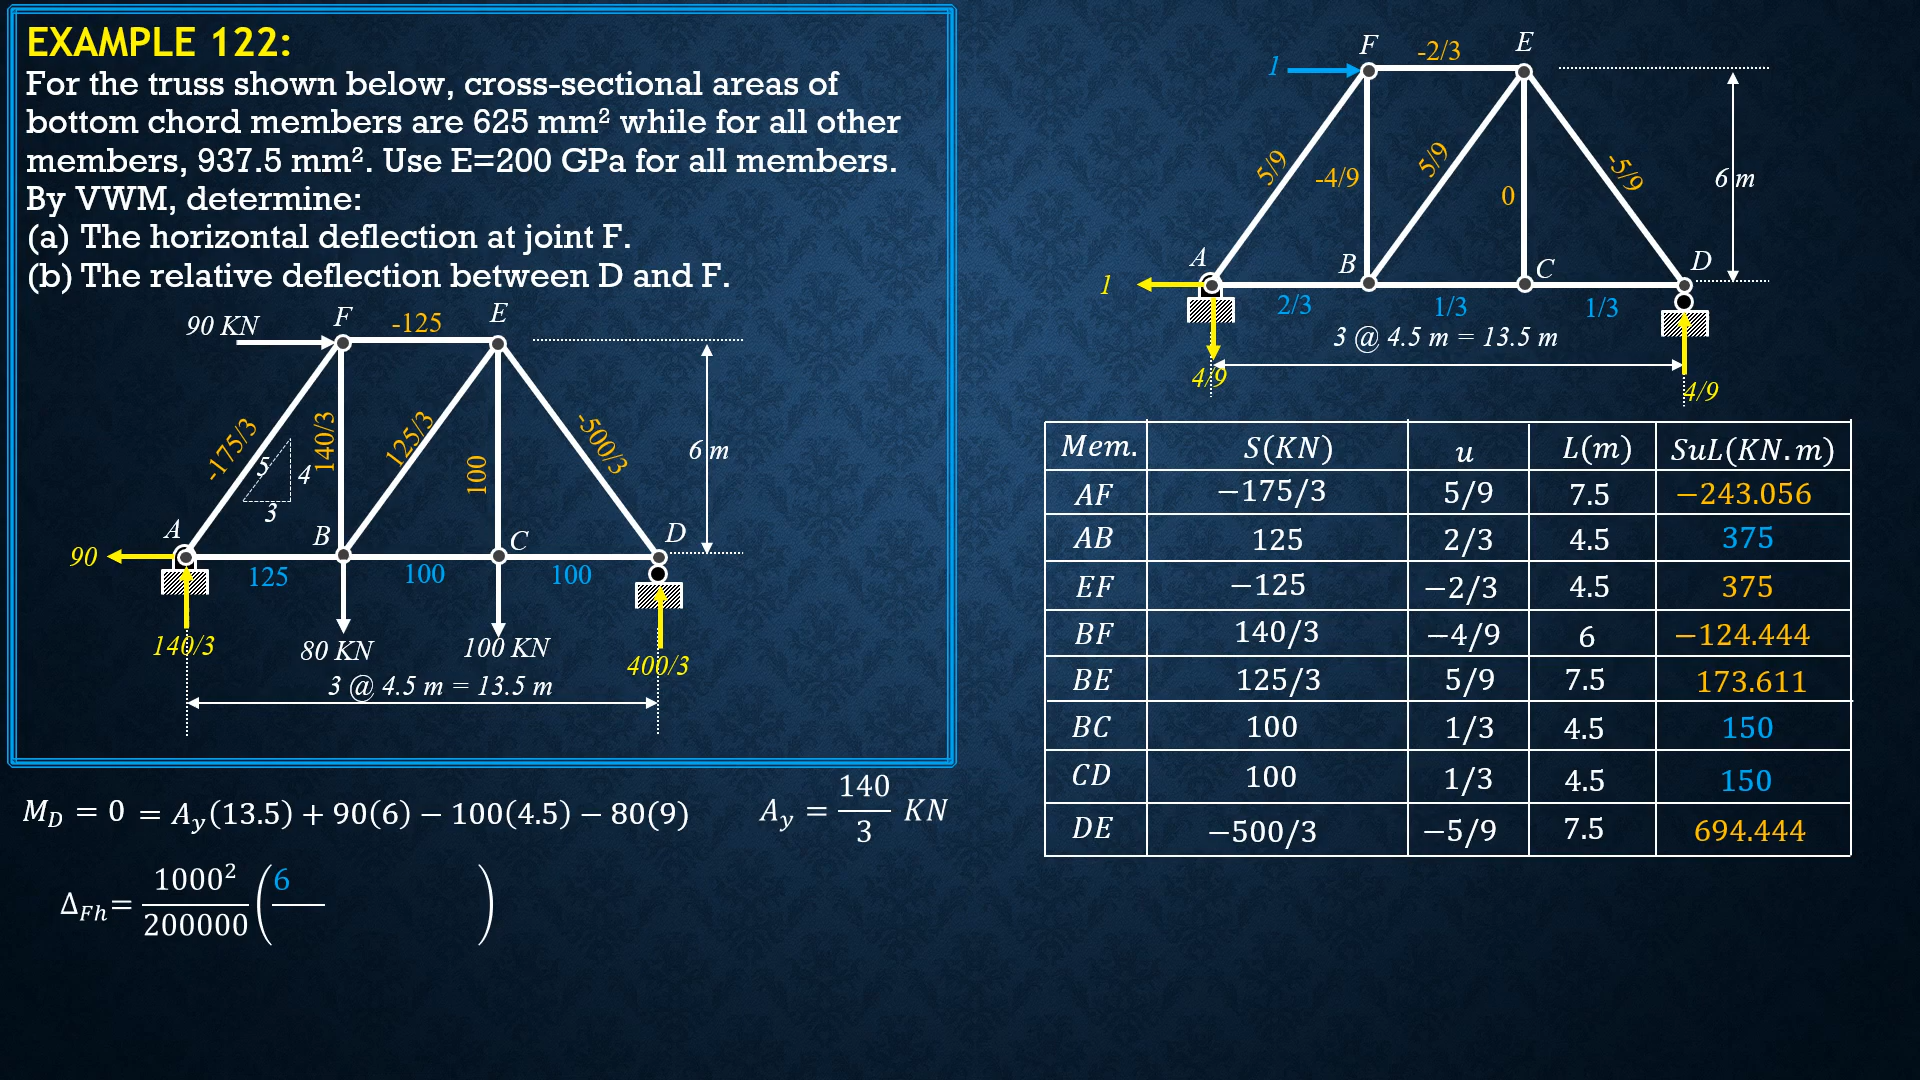 EXAMPLE 122:
For the truss shown below, cross-sectional areas of
bottom chord members are 625 mm² while for all other
members, 937.5 mm². Use E=200 GPa for all members.
By VWM, determine:
(a) The horizontal deflection at joint F.
(b) The relative deflection between D and F.
90 KN
F
-125
E
-175/3
5
4
3
140/3
125/3
100
-500/3
6 m
A
B
C
D
90
125
100
100
140/3
80 KN
100 KN
400/3
3 @ 4.5 m = 13.5 m
M_D = 0 = A_y(13.5) + 90(6) − 100(4.5) − 80(9)
A_y = 140/3 KN
Δ_Fh = 1000²/200000 (6 )
1
F
-2/3
E
5/9
-4/9
5/9
0
-5/9
6 m
A
B
C
D
1
2/3
1/3
1/3
3 @ 4.5 m = 13.5 m
4/9
4/9
Mem. S(KN) u L(m) SuL(KN.m)
AF −175/3 5/9 7.5 −243.056
AB 125 2/3 4.5 375
EF −125 −2/3 4.5 375
BF 140/3 −4/9 6 −124.444
BE 125/3 5/9 7.5 173.611
BC 100 1/3 4.5 150
CD 100 1/3 4.5 150
DE −500/3 −5/9 7.5 694.444